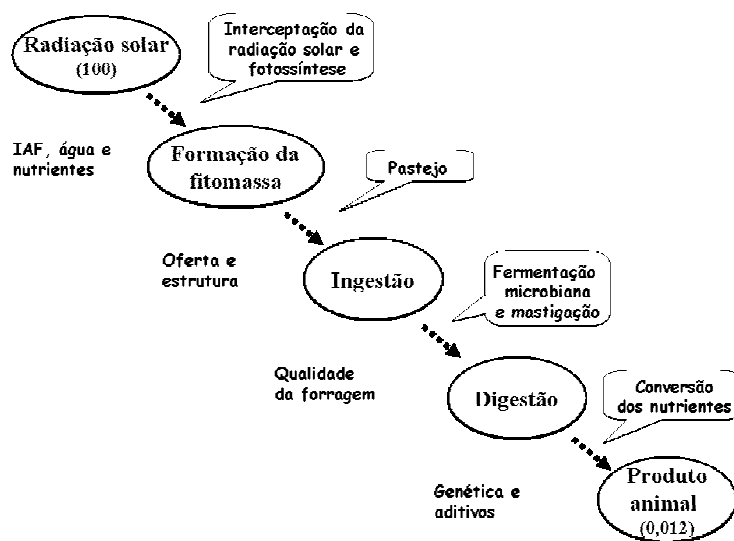 Radiação solar
(100)
Interceptação da
radiação solar e
fotossíntese
IAF, água e
nutrientes
Formação da
fitomassa
Pastejo
Oferta e
estrutura
Ingestão
Fermentação
microbiana
e mastigação
Qualidade
da forragem
Digestão
Conversão
dos nutrientes
Genética e
aditivos
Produto
animal
(0,012)